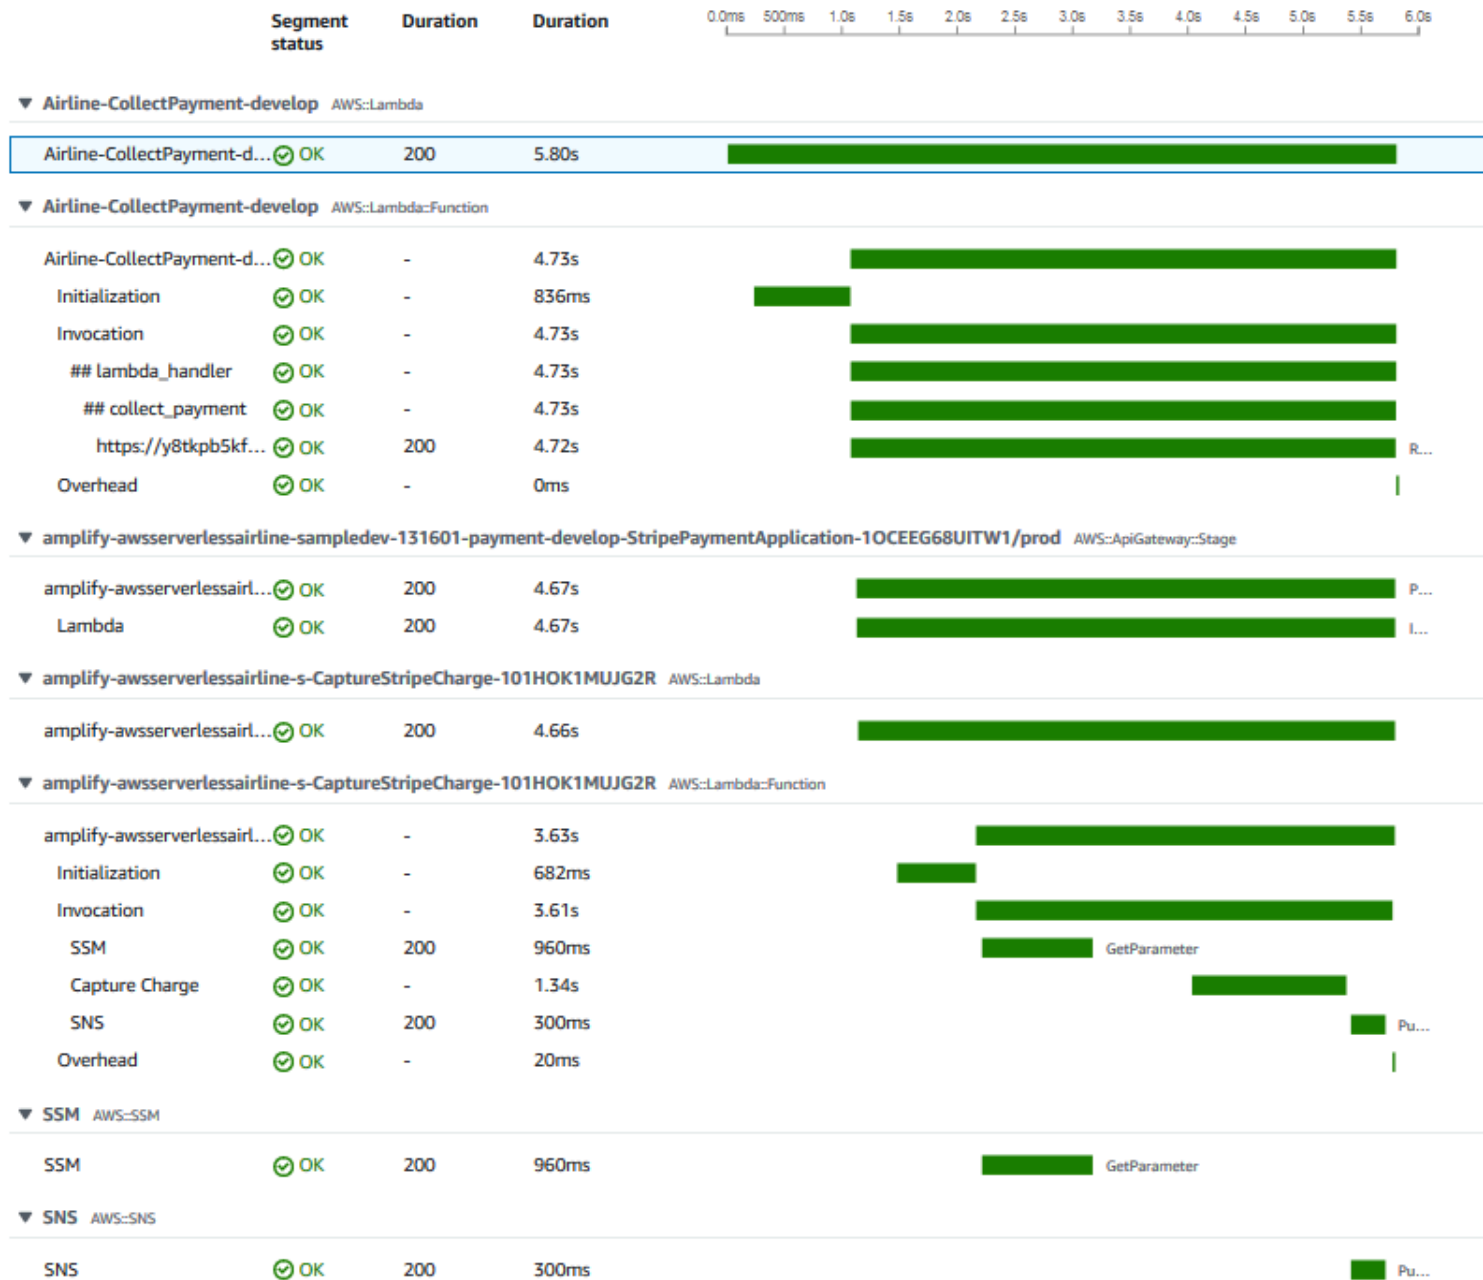 Segment status Duration Duration 0.0ms 500ms 1.0s 1.5s 2.0s 2.5s 3.0s 3.5s 4.0s 4.5s 5.0s 5.5s 6.0s
Airline-CollectPayment-develop AWS::Lambda
Airline-CollectPayment-d... OK 200 5.80s
Airline-CollectPayment-develop AWS::Lambda::Function
Airline-CollectPayment-d... OK - 4.73s
Initialization OK - 836ms
Invocation OK - 4.73s
## lambda_handler OK - 4.73s
## collect_payment OK - 4.73s
https://y8tkpb5kf... OK 200 4.72s R...
Overhead OK - 0ms
amplify-awsserverlessairline-sampledev-131601-payment-develop-StripePaymentApplication-1OCEEG68UITW1/prod AWS::ApiGateway::Stage
amplify-awsserverlessairl... OK 200 4.67s P...
Lambda OK 200 4.67s I...
amplify-awsserverlessairline-s-CaptureStripeCharge-101HOK1MUJG2R AWS::Lambda
amplify-awsserverlessairl... OK 200 4.66s
amplify-awsserverlessairline-s-CaptureStripeCharge-101HOK1MUJG2R AWS::Lambda::Function
amplify-awsserverlessairl... OK - 3.63s
Initialization OK - 682ms
Invocation OK - 3.61s
SSM OK 200 960ms GetParameter
Capture Charge OK - 1.34s
SNS OK 200 300ms Pu...
Overhead OK - 20ms
SSM AWS::SSM
SSM OK 200 960ms GetParameter
SNS AWS::SNS
SNS OK 200 300ms Pu...